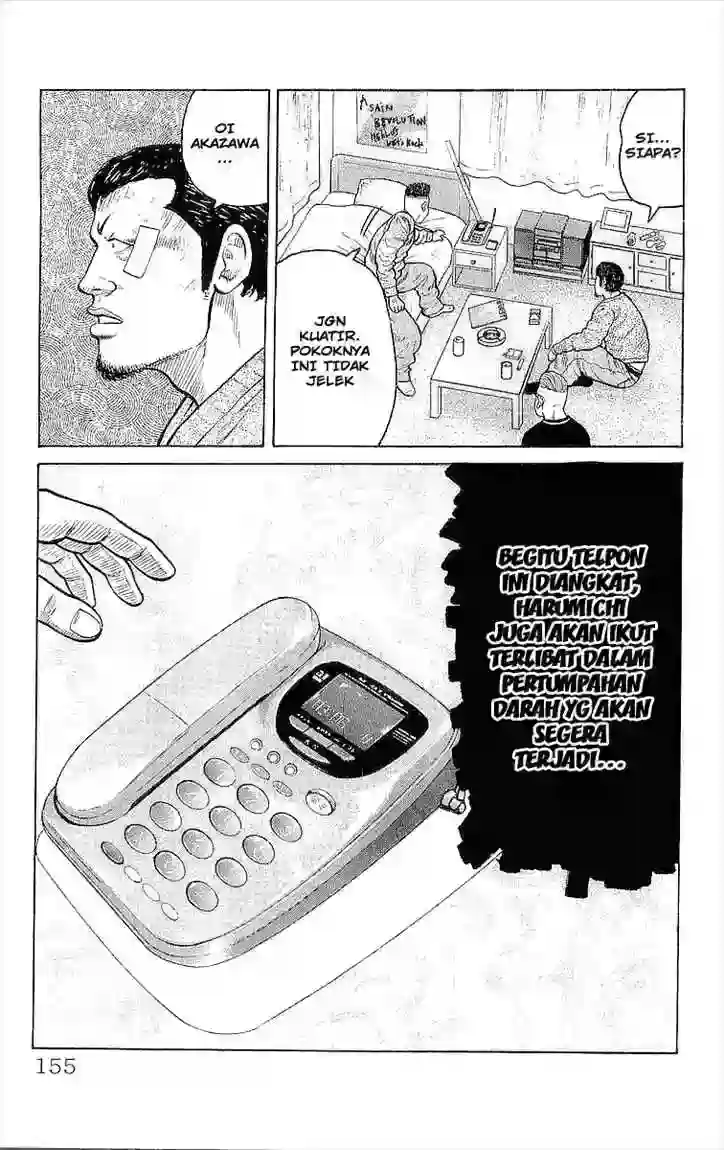 SI...
SIAPA?
OI
AKAZAWA
...
JGN
KUATIR.
POKOKNYA
INI TIDAK
JELEK
BEGITU TELPON
INI DIANGKAT,
HARUMICHI
JUGA AKAN IKUT
TERLIBAT DALAM
PERTUMPAHAN
DARAH YG AKAN
SEGERA
TERJADI...
155